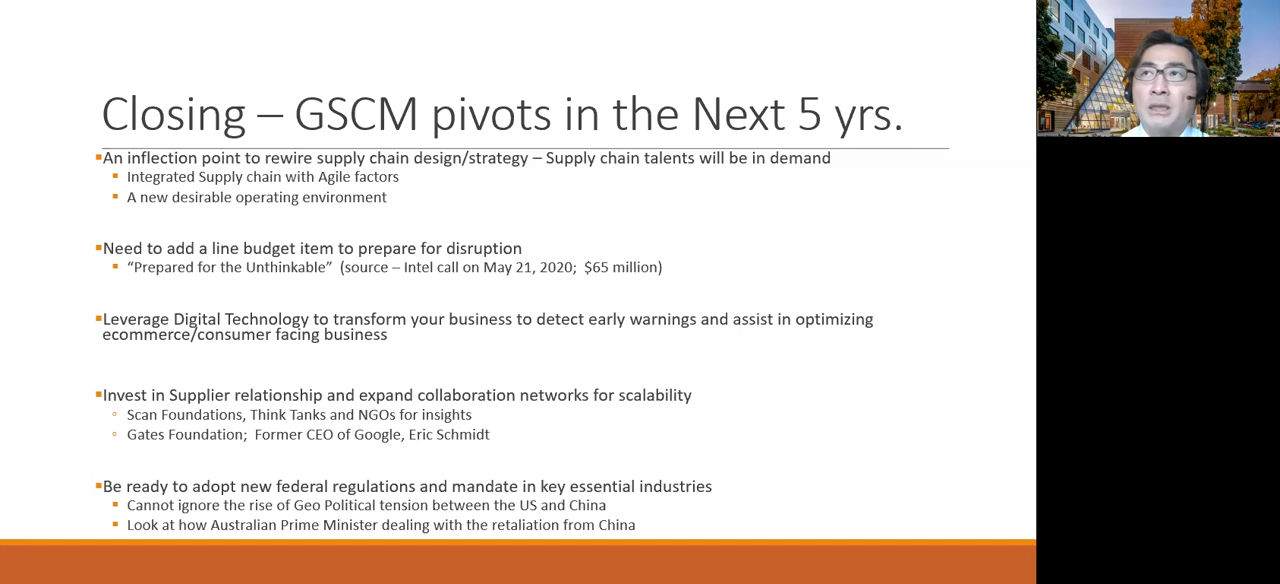 Closing – GSCM pivots in the Next 5 yrs.
An inflection point to rewire supply chain design/strategy – Supply chain talents will be in demand
Integrated Supply chain with Agile factors
A new desirable operating environment
Need to add a line budget item to prepare for disruption
“Prepared for the Unthinkable” (source – Intel call on May 21, 2020; $65 million)
Leverage Digital Technology to transform your business to detect early warnings and assist in optimizing
ecommerce/consumer facing business
Invest in Supplier relationship and expand collaboration networks for scalability
Scan Foundations, Think Tanks and NGOs for insights
Gates Foundation; Former CEO of Google, Eric Schmidt
Be ready to adopt new federal regulations and mandate in key essential industries
Cannot ignore the rise of Geo Political tension between the US and China
Look at how Australian Prime Minister dealing with the retaliation from China